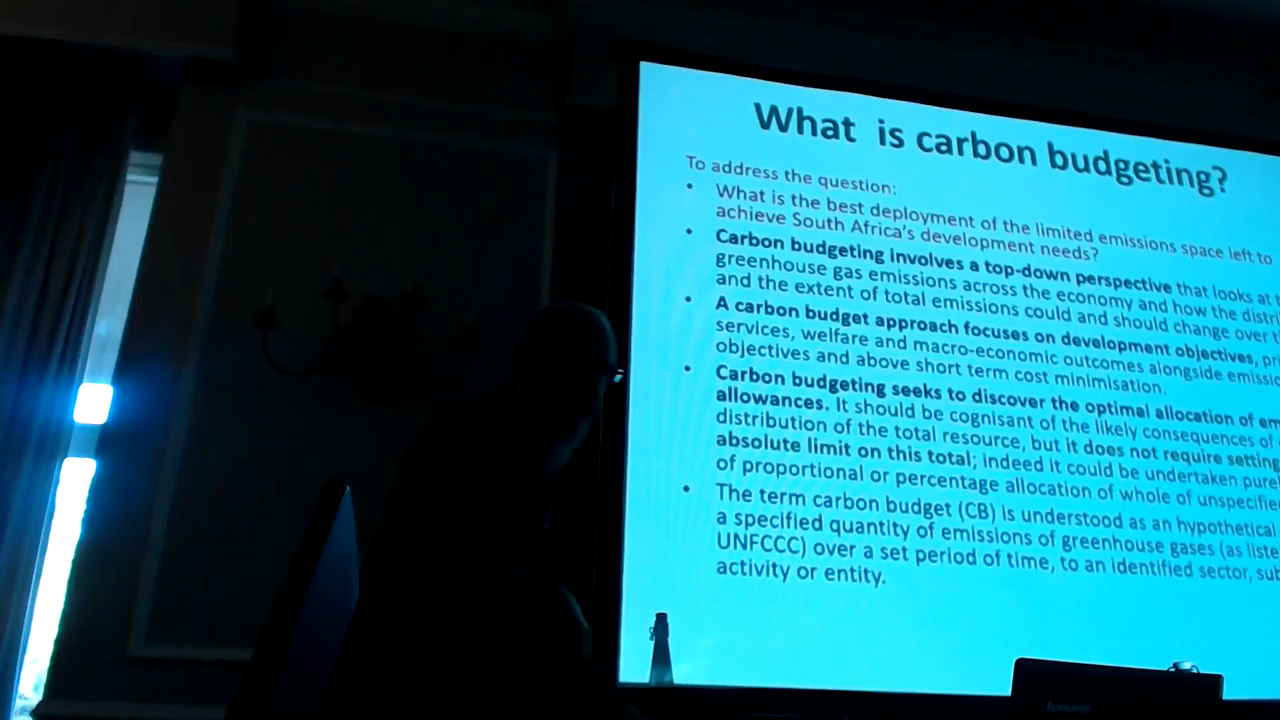 What is carbon budgeting?
To address the question:
• What is the best deployment of the limited emissions space left to
achieve South Africa's development needs?
• Carbon budgeting involves a top-down perspective that looks at
greenhouse gas emissions across the economy and how the
and the extent of total emissions could and should change over
• A carbon budget approach focuses on development objectives,
services, welfare and macro-economic outcomes alongside
objectives and above short term cost minimisation.
• Carbon budgeting seeks to discover the optimal allocation of
allowances. It should be cognisant of the likely consequences of
distribution of the total resource, but it does not require setting
absolute limit on this total; indeed it could be undertaken
of proportional or percentage allocation of whole of
• The term carbon budget (CB) is understood as an hypothetical
a specified quantity of emissions of greenhouse gases (as
UNFCCC) over a set period of time, to an identified sector,
activity or entity.
lenovo